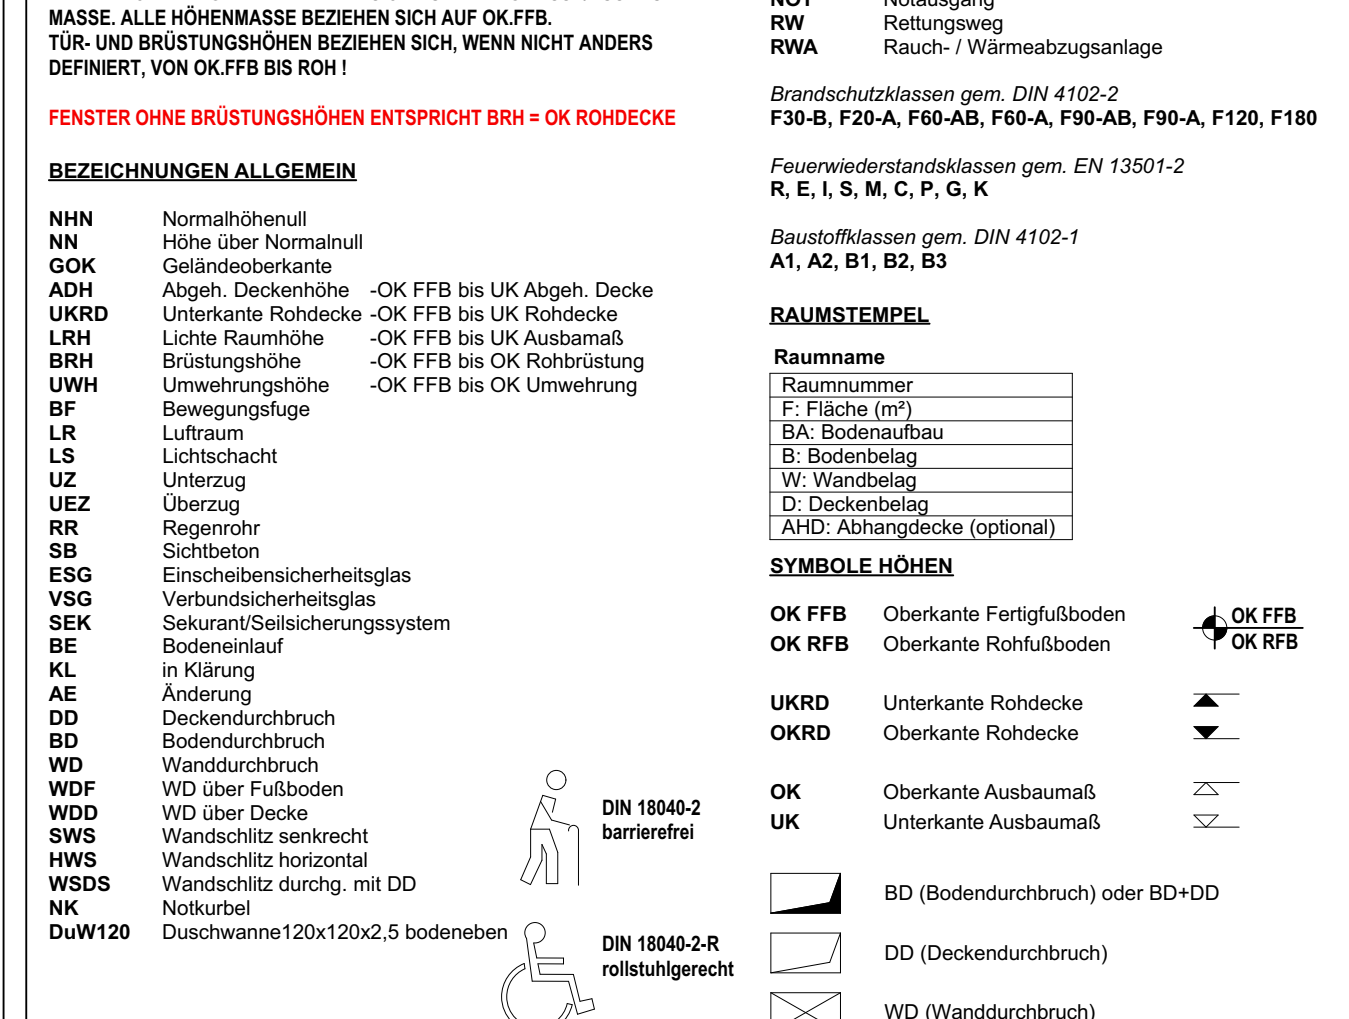 MASSE. ALLE HÖHENMASSE BEZIEHEN SICH AUF OK.FFB.
TÜR- UND BRÜSTUNGSHÖHEN BEZIEHEN SICH, WENN NICHT ANDERS
DEFINIERT, VON OK.FFB BIS ROH !
FENSTER OHNE BRÜSTUNGSHÖHEN ENTSPRICHT BRH = OK ROHDECKE
BEZEICHNUNGEN ALLGEMEIN
NHN Normalhöhenull
NN Höhe über Normalnull
GOK Geländeoberkante
ADH Abgeh. Deckenhöhe -OK FFB bis UK Abgeh. Decke
UKRD Unterkante Rohdecke -OK FFB bis UK Rohdecke
LRH Lichte Raumhöhe -OK FFB bis UK Ausbamaß
BRH Brüstungshöhe -OK FFB bis OK Rohbrüstung
UWH Umwehrungshöhe -OK FFB bis OK Umwehrung
BF Bewegungsfuge
LR Luftraum
LS Lichtschacht
UZ Unterzug
UEZ Überzug
RR Regenrohr
SB Sichtbeton
ESG Einscheibensicherheitsglas
VSG Verbundsicherheitsglas
SEK Sekurant/Seilsicherungssystem
BE Bodeneinlauf
KL in Klärung
AE Änderung
DD Deckendurchbruch
BD Bodendurchbruch
WD Wanddurchbruch
WDF WD über Fußboden
WDD WD über Decke
SWS Wandschlitz senkrecht
HWS Wandschlitz horizontal
WSDS Wandschlitz durchg. mit DD
NK Notkurbel
DuW120 Duschwanne120x120x2,5 bodeneben
DIN 18040-2
barrierefrei
DIN 18040-2-R
rollstuhlgerecht
NOT Notausgang
RW Rettungsweg
RWA Rauch- / Wärmeabzugsanlage
Brandschutzklassen gem. DIN 4102-2
F30-B, F20-A, F60-AB, F60-A, F90-AB, F90-A, F120, F180
Feuerwiederstandsklassen gem. EN 13501-2
R, E, I, S, M, C, P, G, K
Baustoffklassen gem. DIN 4102-1
A1, A2, B1, B2, B3
RAUMSTEMPEL
Raumname
Raumnummer
F: Fläche (m²)
BA: Bodenaufbau
B: Bodenbelag
W: Wandbelag
D: Deckenbelag
AHD: Abhangdecke (optional)
SYMBOLE HÖHEN
OK FFB Oberkante Fertigfußboden OK FFB
OK RFB Oberkante Rohfußboden OK RFB
UKRD Unterkante Rohdecke
OKRD Oberkante Rohdecke
OK Oberkante Ausbaumaß
UK Unterkante Ausbaumaß
BD (Bodendurchbruch) oder BD+DD
DD (Deckendurchbruch)
WD (Wanddurchbruch)